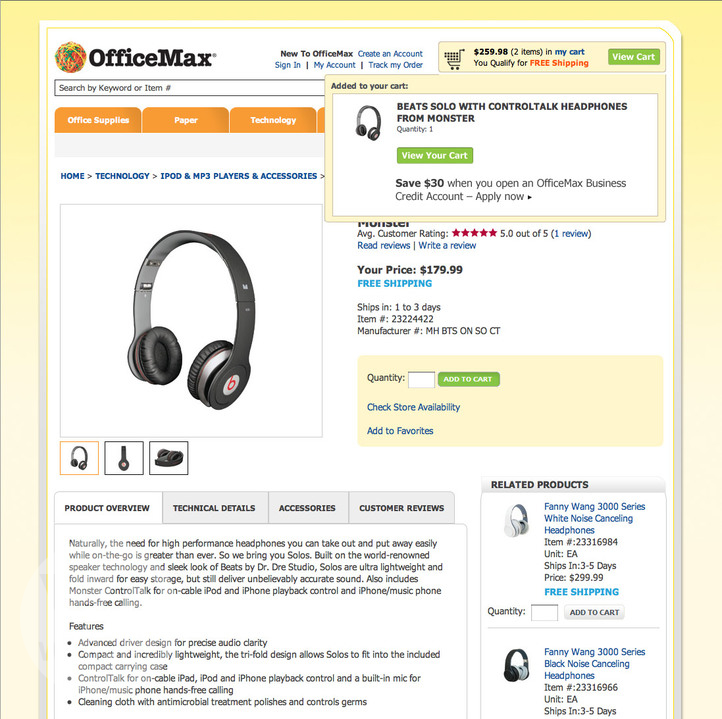 OfficeMax®
New To OfficeMax Create an Account
Sign In | My Account | Track my Order
$259.98 (2 items) in my cart
You Qualify for FREE Shipping
View Cart
Search by Keyword or Item #
Added to your cart:
BEATS SOLO WITH CONTROLTALK HEADPHONES
FROM MONSTER
Quantity: 1
View Your Cart
Save $30 when you open an OfficeMax Business
Credit Account – Apply now ▸
Office Supplies
Paper
Technology
HOME > TECHNOLOGY > IPOD & MP3 PLAYERS & ACCESSORIES >
Monster
Avg. Customer Rating: ★★★★★ 5.0 out of 5 (1 review)
Read reviews | Write a review
Your Price: $179.99
FREE SHIPPING
Ships in: 1 to 3 days
Item #: 23224422
Manufacturer #: MH BTS ON SO CT
Quantity:
ADD TO CART
Check Store Availability
Add to Favorites
PRODUCT OVERVIEW
TECHNICAL DETAILS
ACCESSORIES
CUSTOMER REVIEWS
Naturally, the need for high performance headphones you can take out and put away easily
while on-the-go is greater than ever. So we bring you Solos. Built on the world-renowned
speaker technology and sleek look of Beats by Dr. Dre Studio, Solos are ultra lightweight and
fold inward for easy storage, but still deliver unbelievably accurate sound. Also includes
Monster ControlTalk for on-cable iPod and iPhone playback control and iPhone/music phone
hands-free calling.
Features
• Advanced driver design for precise audio clarity
• Compact and incredibly lightweight, the tri-fold design allows Solos to fit into the included
compact carrying case
• ControlTalk for on-cable iPad, iPod and iPhone playback control and a built-in mic for
iPhone/music phone hands-free calling
• Cleaning cloth with antimicrobial treatment polishes and controls germs
RELATED PRODUCTS
Fanny Wang 3000 Series
White Noise Canceling
Headphones
Item #:23316984
Unit: EA
Ships In:3-5 Days
Price: $299.99
FREE SHIPPING
Quantity:
ADD TO CART
Fanny Wang 3000 Series
Black Noise Canceling
Headphones
Item #:23316966
Unit: EA
Ships In:3-5 Days